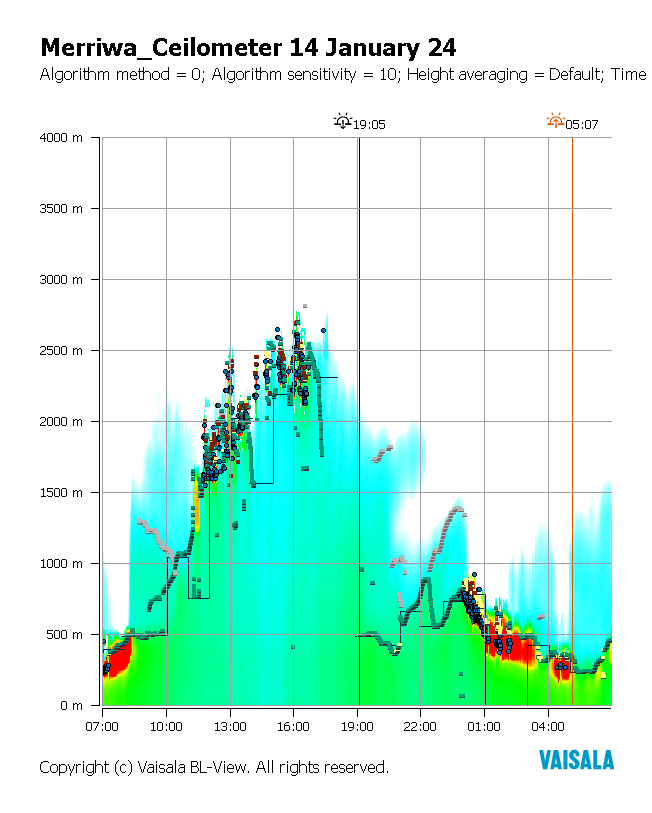 Merriwa_Ceilometer 14 January 24
Algorithm method = 0; Algorithm sensitivity = 10; Height averaging = Default; Time
19:05 05:07
4000 m
3500 m
3000 m
2500 m
2000 m
1500 m
1000 m
500 m
0 m
07:00 10:00 13:00 16:00 19:00 22:00 01:00 04:00
Copyright (c) Vaisala BL-View. All rights reserved.
VAISALA